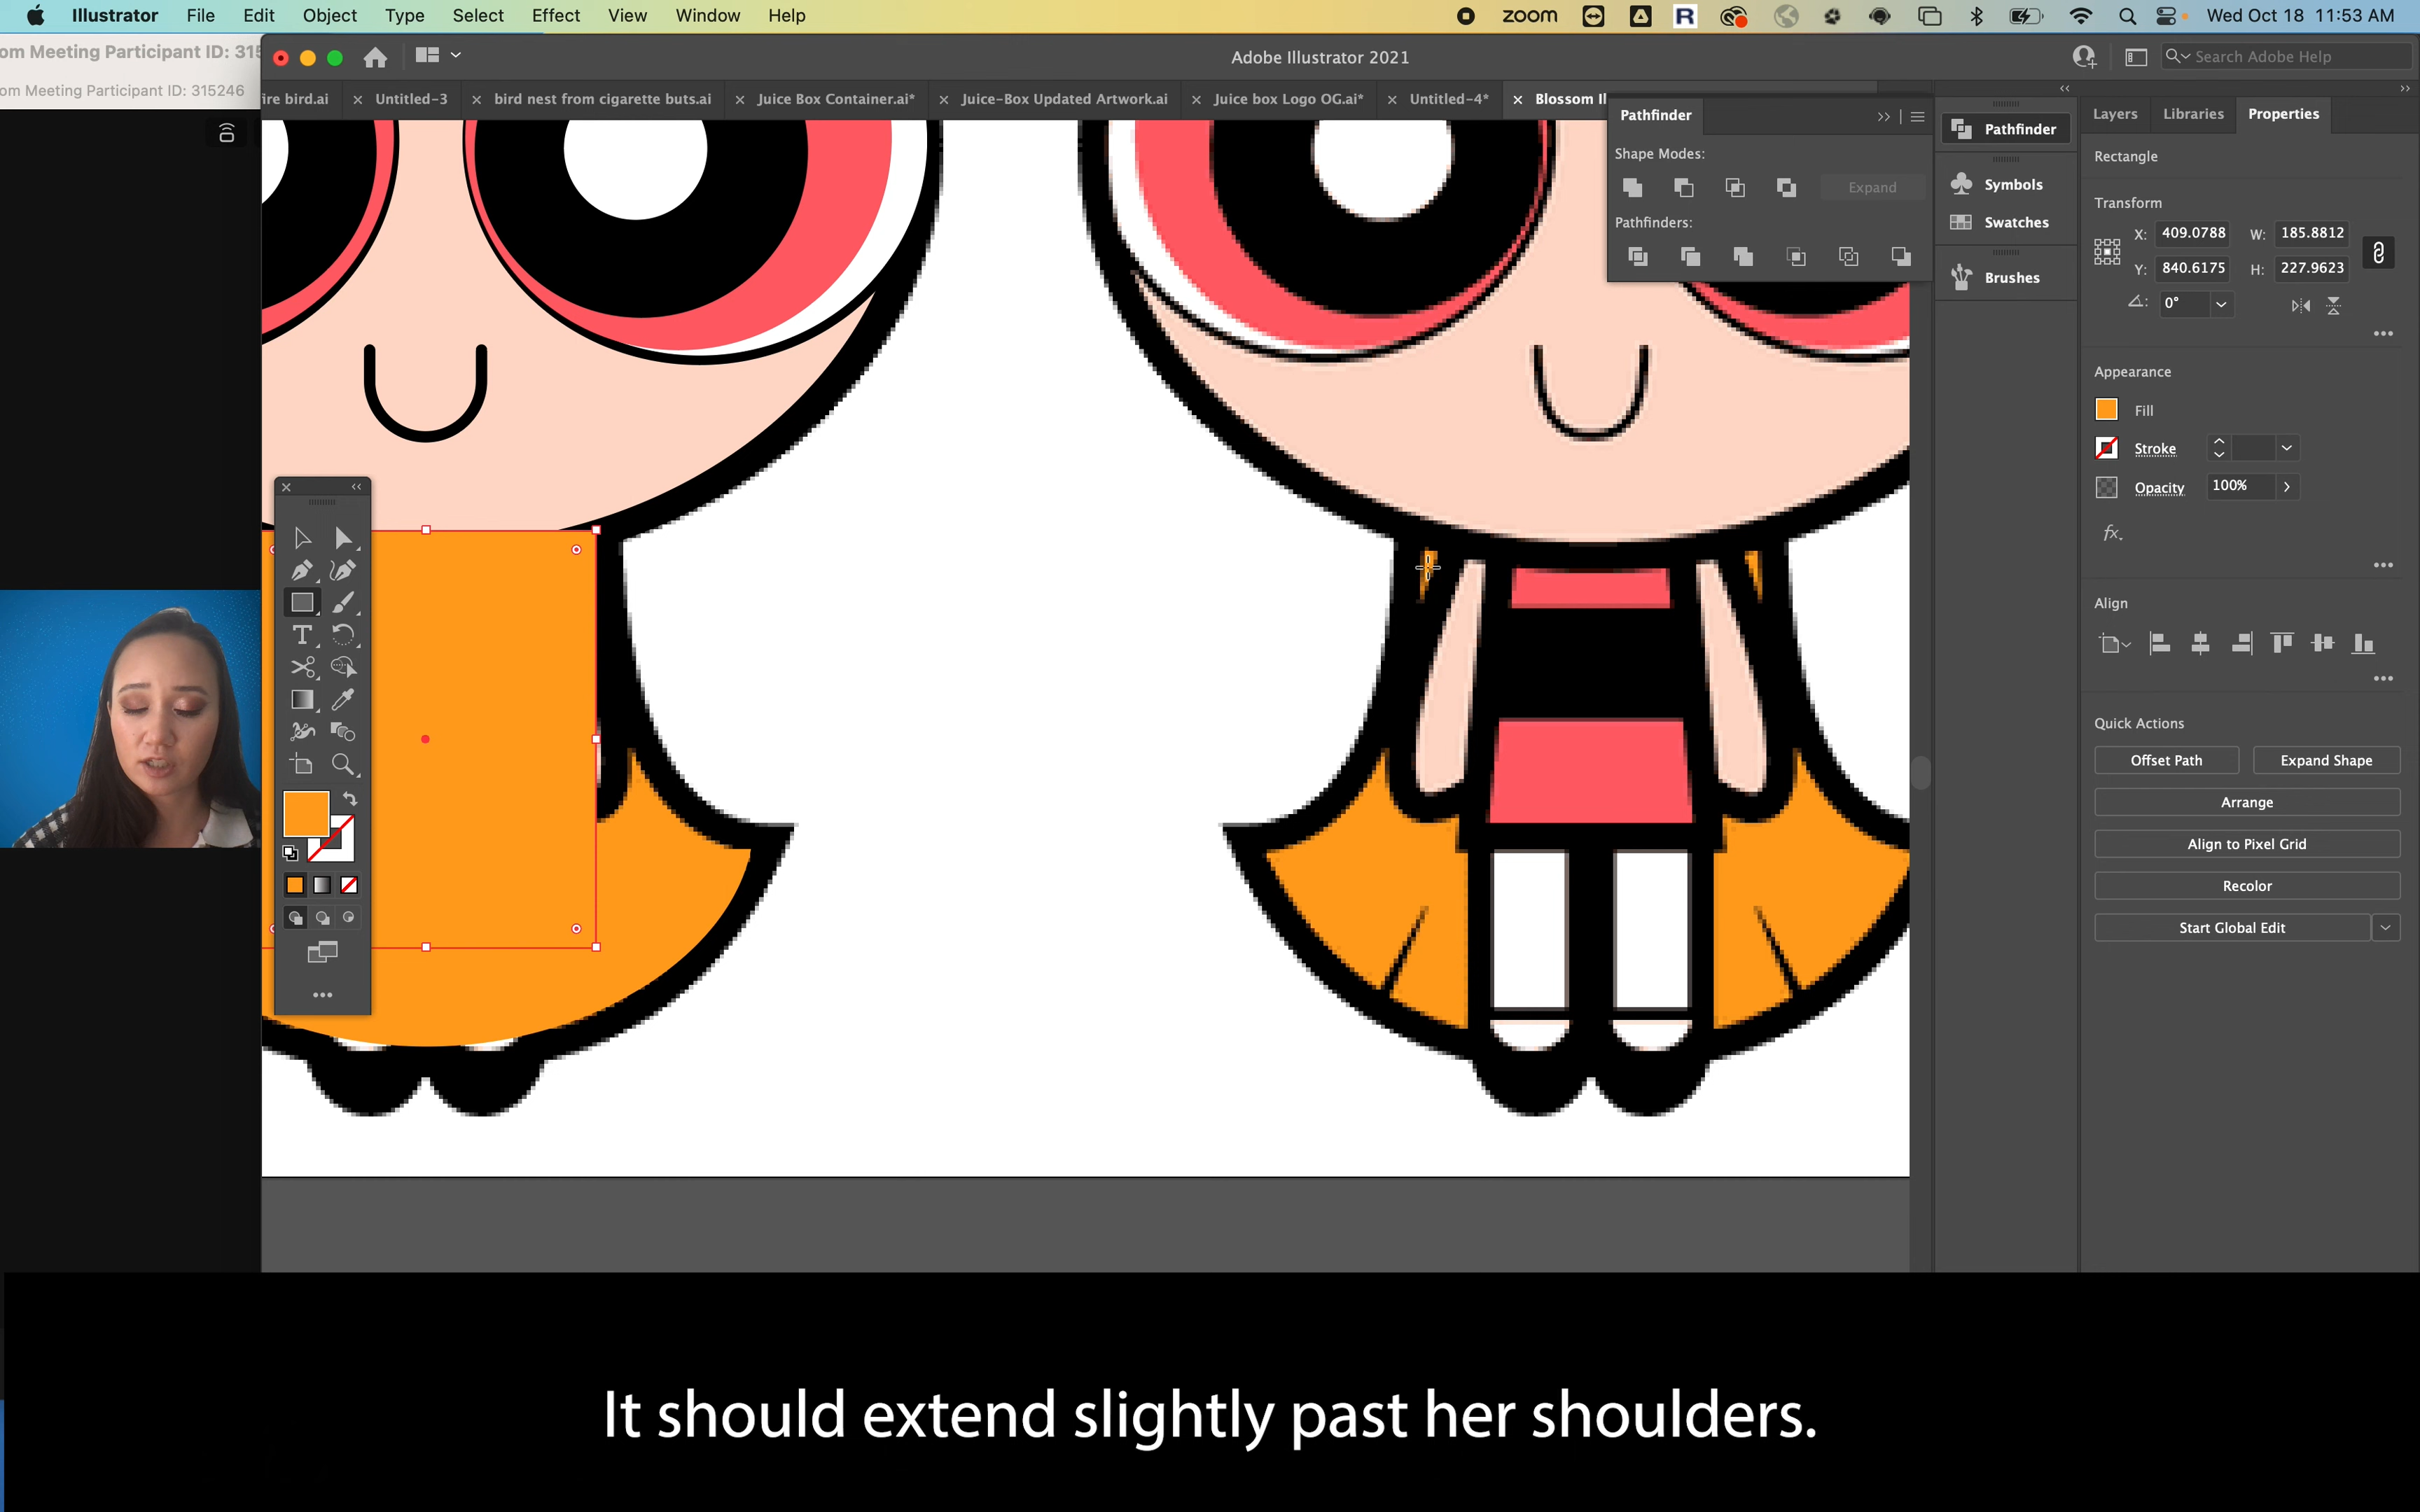 Illustrator File Edit Object Type Select Effect View Window Help
zoom
Wed Oct 18 11:53 AM
om Meeting Participant ID: 315
om Meeting Participant ID: 315246
Adobe Illustrator 2021
Search Adobe Help
ire bird.ai
Untitled-3
bird nest from cigarette buts.ai
Juice Box Container.ai*
Juice-Box Updated Artwork.ai
Juice box Logo OG.ai*
Untitled-4*
Blossom Il
Pathfinder
Shape Modes:
Expand
Pathfinders:
Pathfinder
Symbols
Swatches
Brushes
Layers Libraries Properties
Rectangle
Transform
X: 409.0788 W: 185.8812
Y: 840.6175 H: 227.9623
0°
Appearance
Fill
Stroke
Opacity 100%
fx.
Align
Quick Actions
Offset Path Expand Shape
Arrange
Align to Pixel Grid
Recolor
Start Global Edit
It should extend slightly past her shoulders.